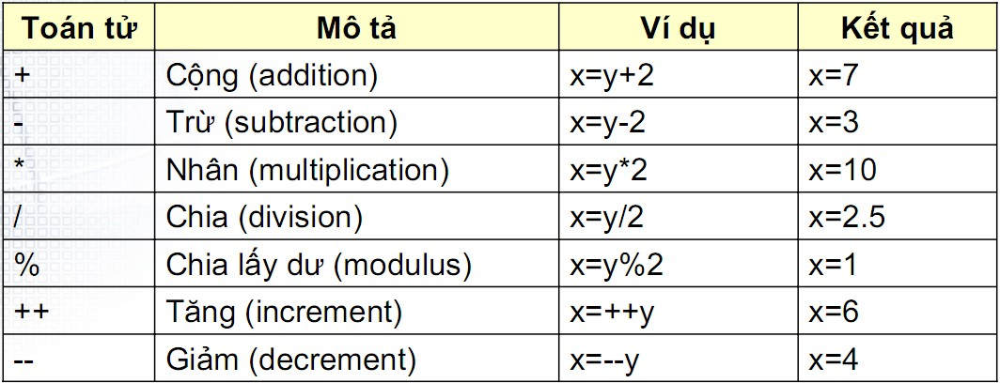 Toán tử Mô tả Ví dụ Kết quả
+ Cộng (addition) x=y+2 x=7
- Trừ (subtraction) x=y-2 x=3
* Nhân (multiplication) x=y*2 x=10
/ Chia (division) x=y/2 x=2.5
% Chia lấy dư (modulus) x=y%2 x=1
++ Tăng (increment) x=++y x=6
-- Giảm (decrement) x=--y x=4